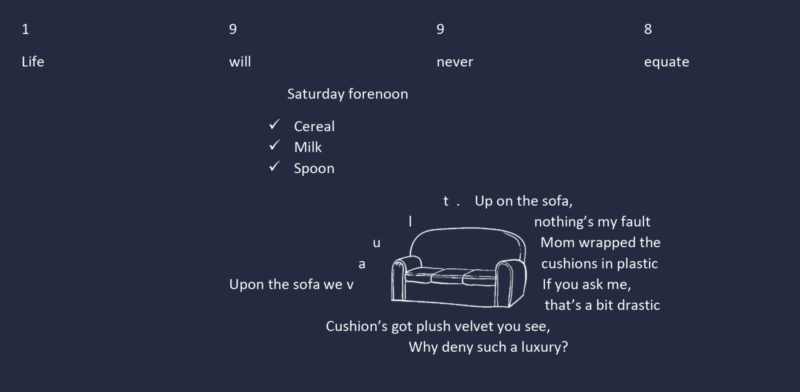 1 9 9 8
Life will never equate
Saturday forenoon
✓ Cereal
✓ Milk
✓ Spoon
Upon the sofa we vault.
Up on the sofa,
nothing's my fault
Mom wrapped the
cushions in plastic
If you ask me,
that's a bit drastic
Cushion's got plush velvet you see,
Why deny such a luxury?